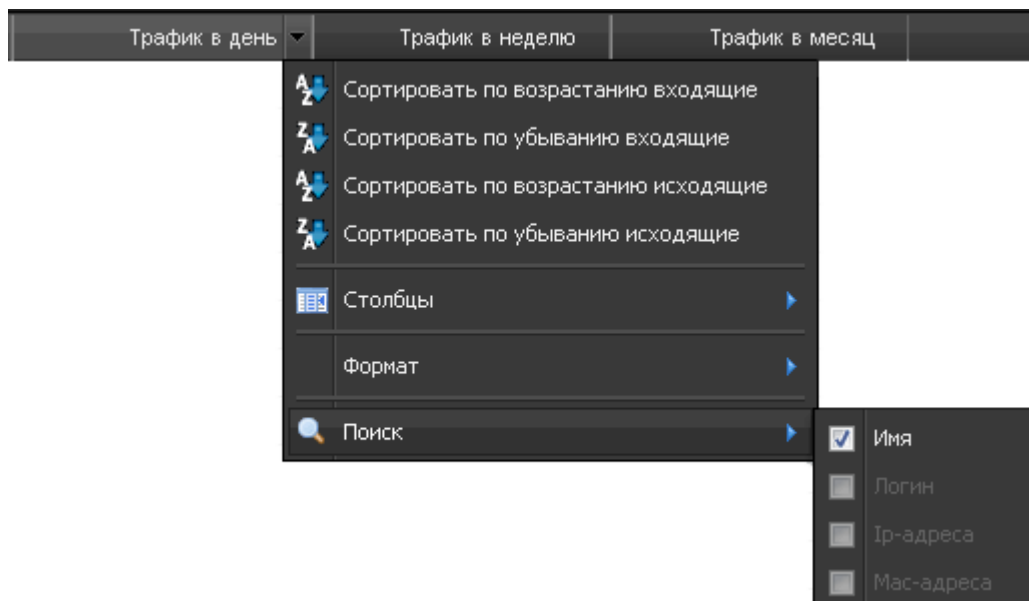 Трафик в день Трафик в неделю Трафик в месяц
Сортировать по возрастанию входящие
Сортировать по убыванию входящие
Сортировать по возрастанию исходящие
Сортировать по убыванию исходящие
Столбцы
Формат
Поиск
Имя
Логин
Ip-адреса
Mac-адреса